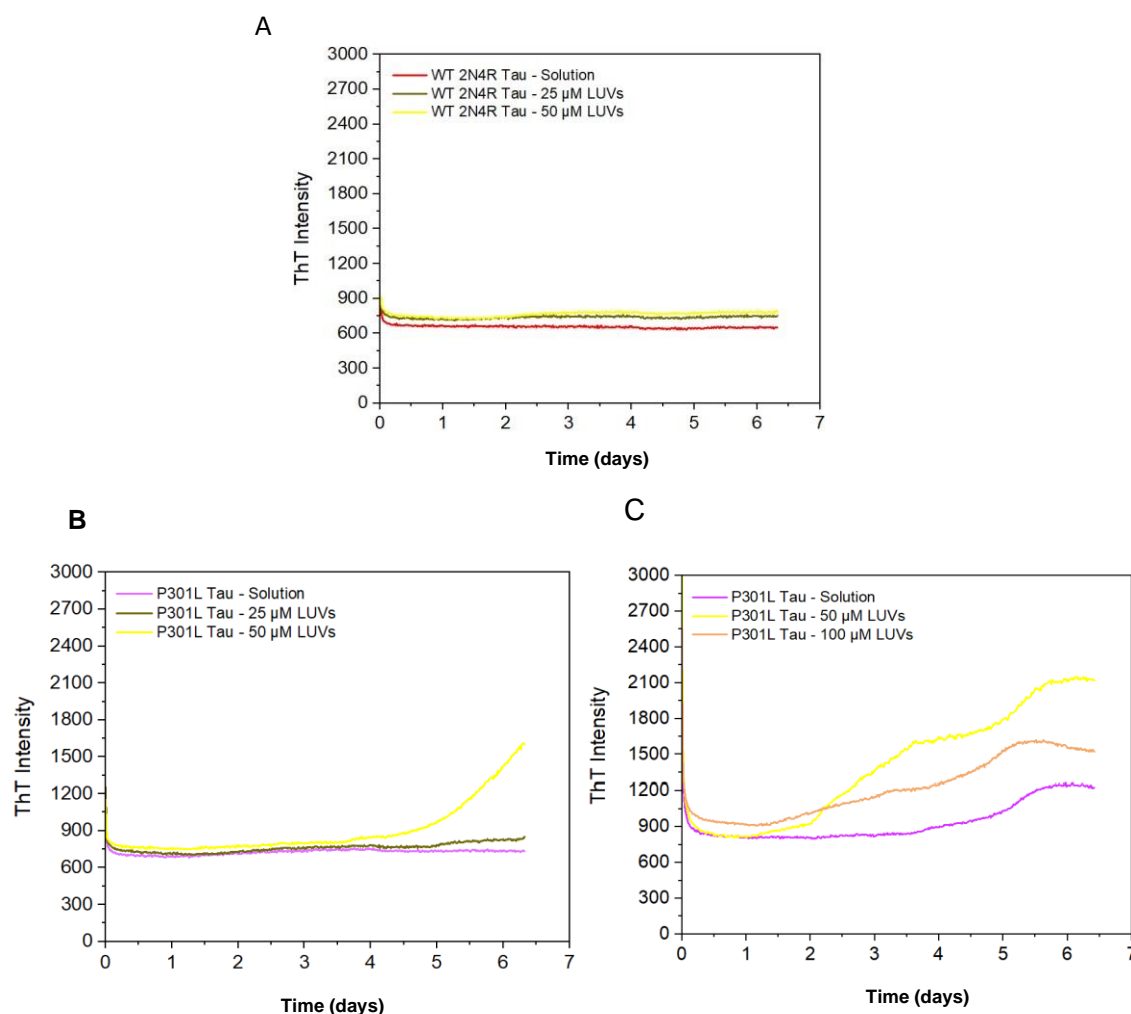 A
3000
2700
2400
2100
1800
1500
1200
900
600
300
0
ThT Intensity
WT 2N4R Tau - Solution
WT 2N4R Tau - 25 µM LUVs
WT 2N4R Tau - 50 µM LUVs
0 1 2 3 4 5 6 7
Time (days)
B
3000
2700
2400
2100
1800
1500
1200
900
600
300
0
ThT Intensity
P301L Tau - Solution
P301L Tau - 25 µM LUVs
P301L Tau - 50 µM LUVs
0 1 2 3 4 5 6 7
Time (days)
C
3000
2700
2400
2100
1800
1500
1200
900
600
300
0
ThT Intensity
P301L Tau - Solution
P301L Tau - 50 µM LUVs
P301L Tau - 100 µM LUVs
0 1 2 3 4 5 6 7
Time (days)